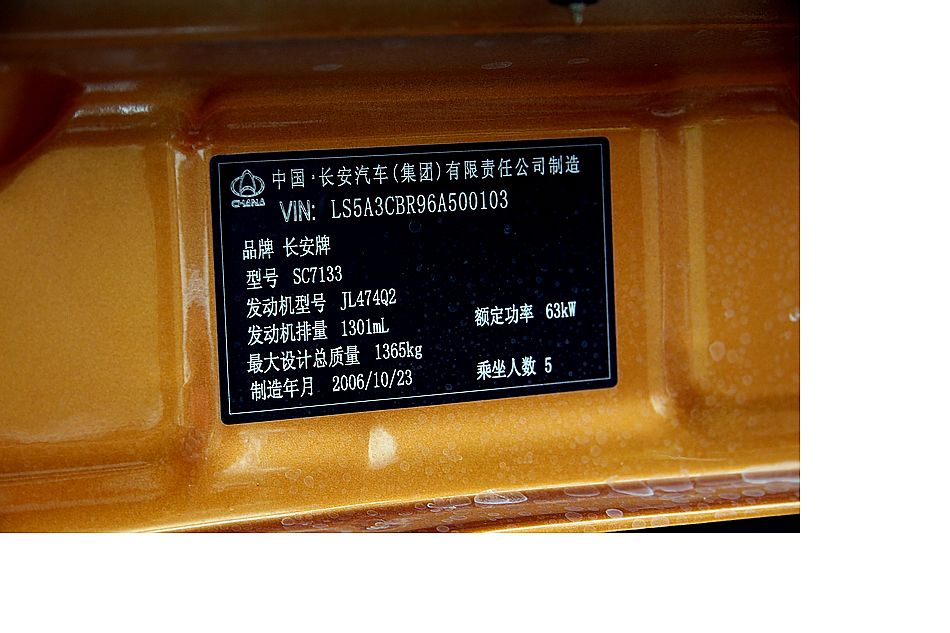 中国·长安汽车(集团)有限责任公司制造
CHANA
VIN: LS5A3CBR96A500103
品牌 长安牌
型号 SC7133
发动机型号 JL474Q2
发动机排量 1301mL 额定功率 63kW
最大设计总质量 1365kg
制造年月 2006/10/23 乘坐人数 5